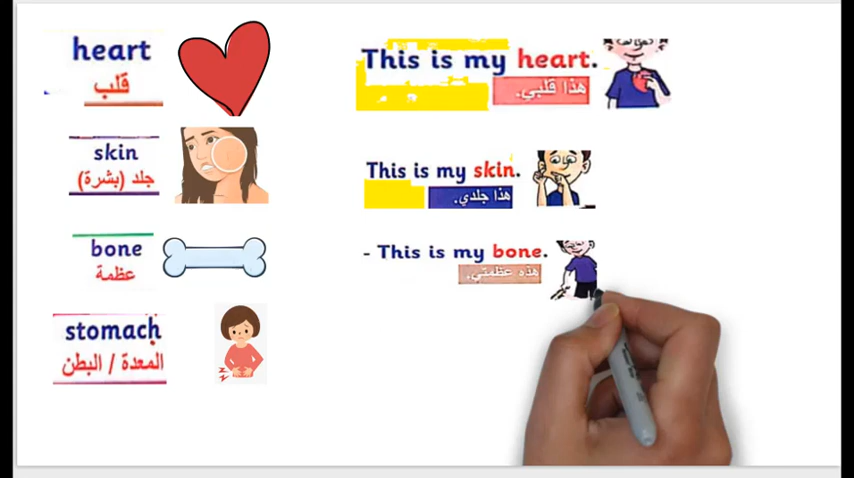 heart
قلب
skin
جلد (بشرة)
bone
عظمة
stomach
المعدة / البطن
This is my heart.
هذا قلبي.
This is my skin.
هذا جلدي.
- This is my bone.
هذه عظمتي.